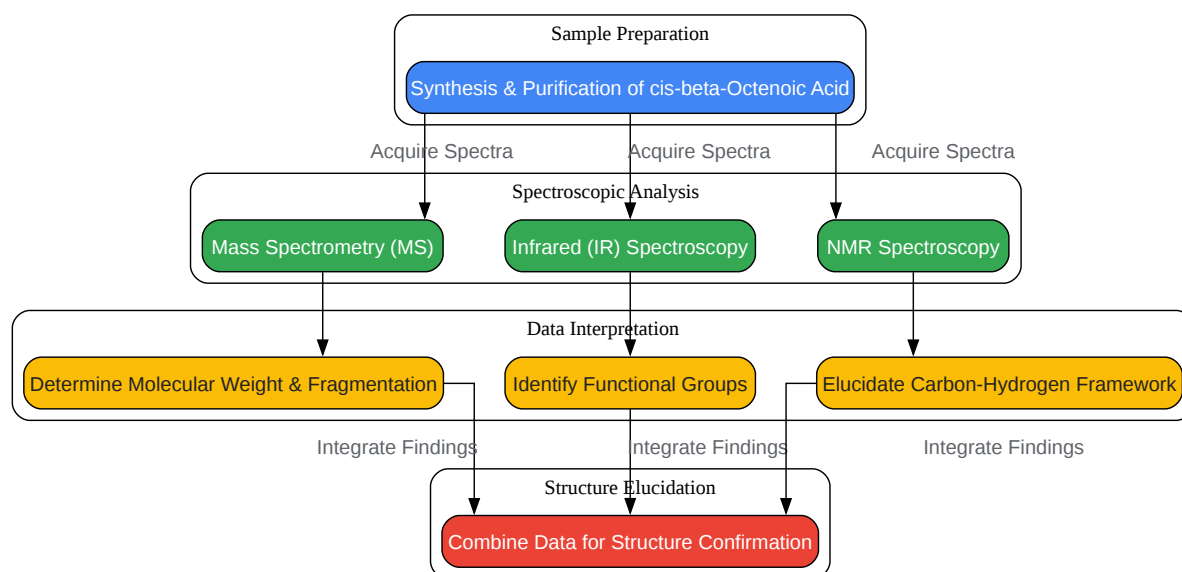 Sample Preparation
Synthesis & Purification of cis-beta-Octenoic Acid
Acquire Spectra
Acquire Spectra
Acquire Spectra
Spectroscopic Analysis
Mass Spectrometry (MS)
Infrared (IR) Spectroscopy
NMR Spectroscopy
Data Interpretation
Determine Molecular Weight & Fragmentation
Identify Functional Groups
Elucidate Carbon-Hydrogen Framework
Integrate Findings
Integrate Findings
Integrate Findings
Structure Elucidation
Combine Data for Structure Confirmation